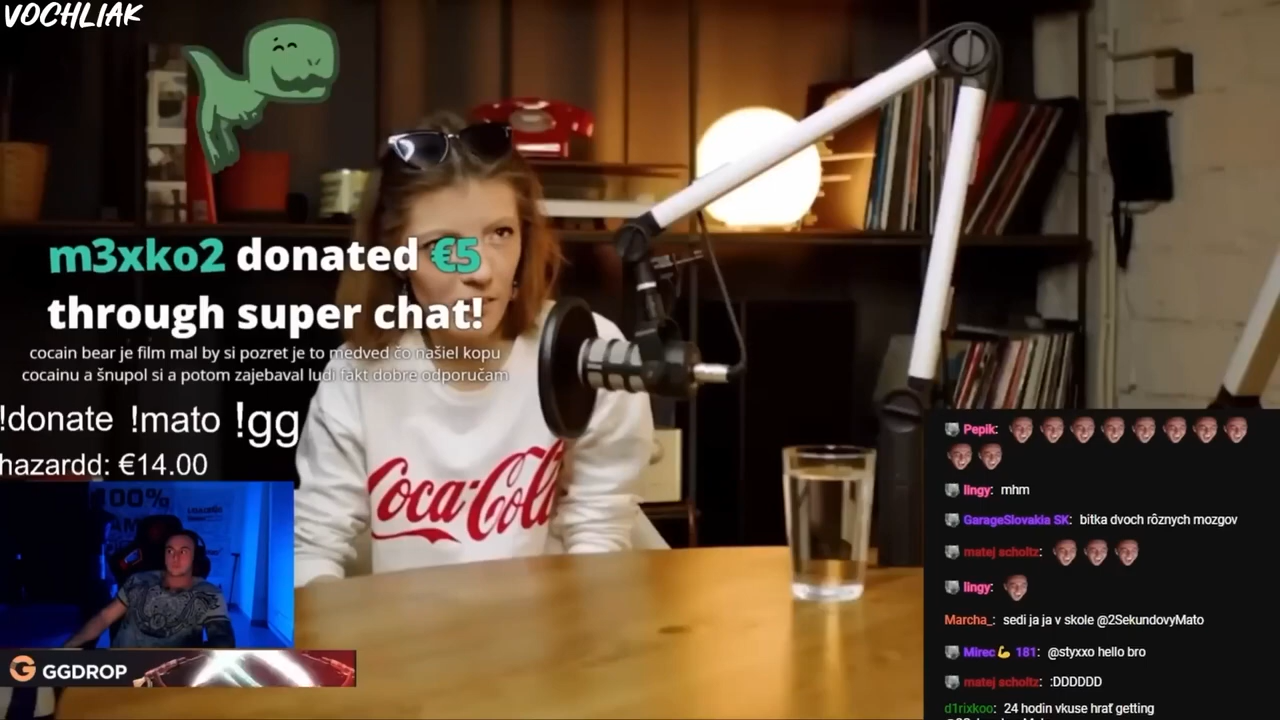 VOCHLIAK
m3xko2 donated €5
through super chat!
cocain bear je film mal by si pozret je to medved čo našiel kopu
cocainu a šnupol si a potom zajebaval ludi fakt dobre odporučam
!donate !mato !gg
hazardd: €14.00
Coca-Cola
100%
GGDROP
Pepik:
lingy: mhm
GarageSlovakia SK: bitka dvoch rôznych mozgov
matej scholtz:
lingy:
Marcha_: sedi ja ja v skole @2SekundovyMato
Mirec💪 181: @styxxo hello bro
matej scholtz: :DDDDDD
d1rixkoo: 24 hodin vkuse hrať getting